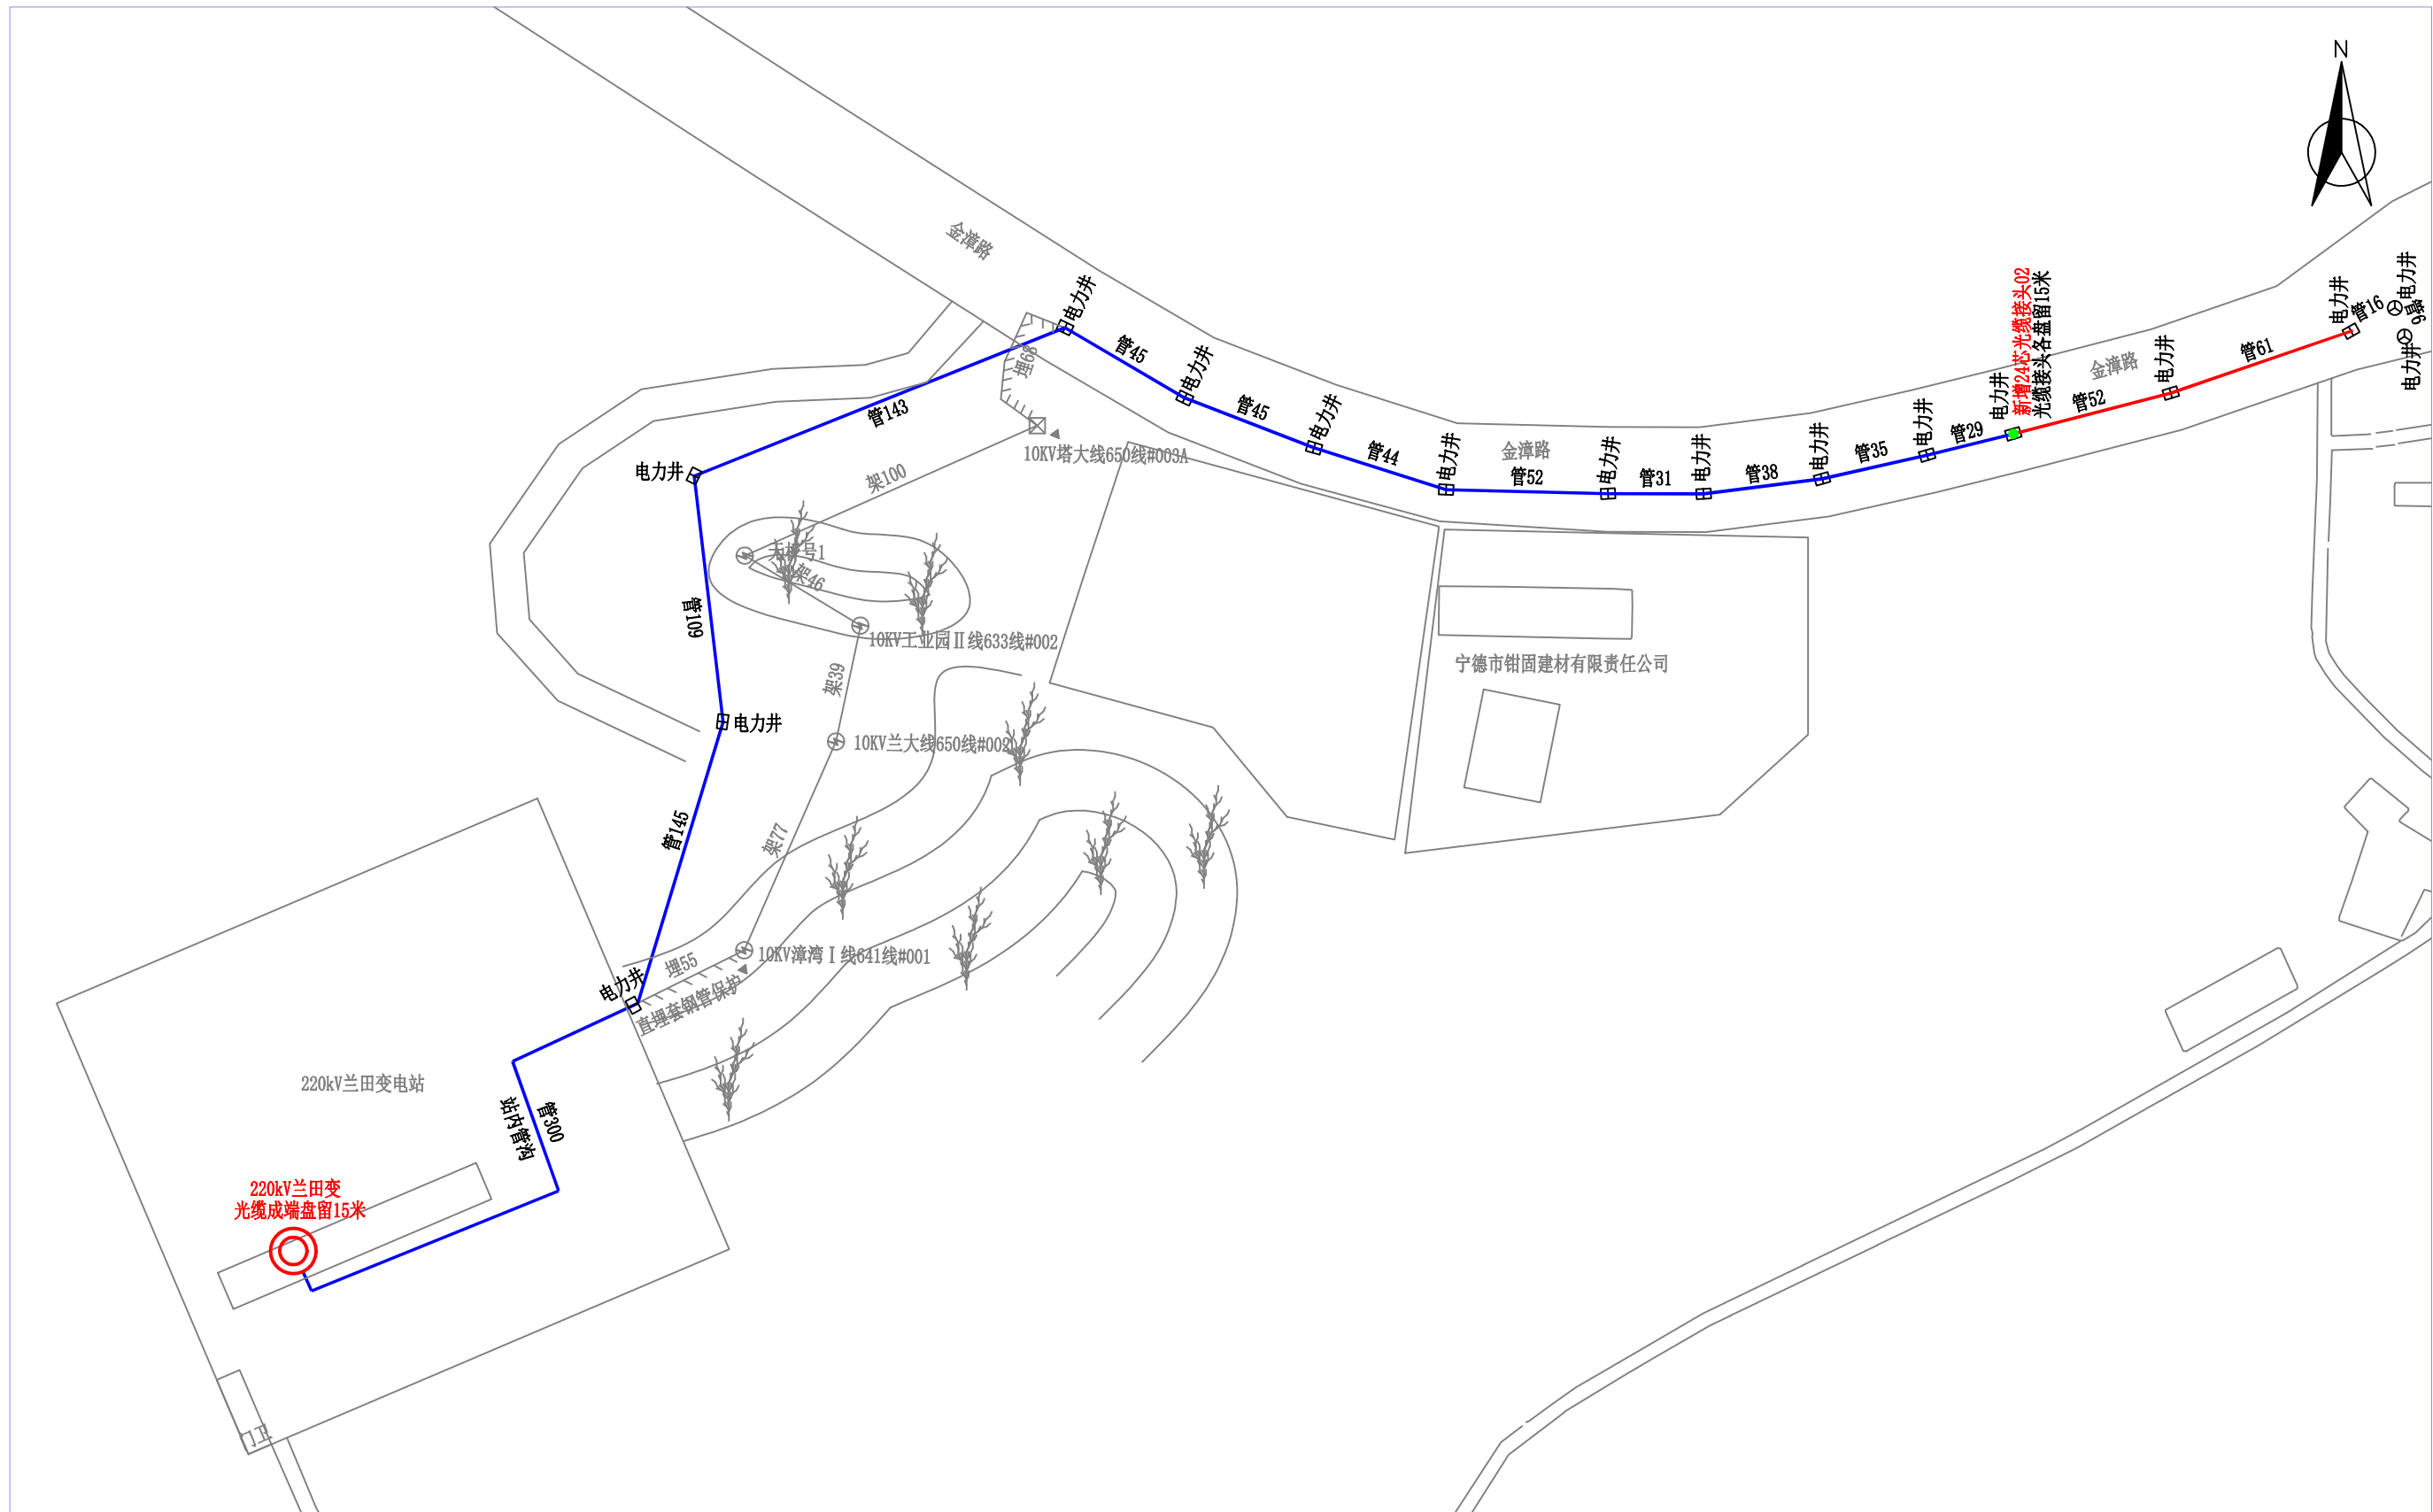 N
金漳路
电力井
管45
电力井
管45
电力井
管44
电力井
金漳路
管52
电力井
管31
电力井
管38
电力井
管35
电力井
管29
电力井
新增24芯光缆接头02
光缆接头各盘留15米
金漳路
管52
电力井
管61
电力井
管16
电力井
管6
电力井
埋68
管143
电力井
架100
10KV塔大线650线#003A
无杆号1
架46
管109
10KV工业园Ⅱ线633线#002
架39
宁德市钳固建材有限责任公司
电力井
10KV兰大线650线#002
管145
架77
10KV漳湾Ⅰ线641线#001
埋55
电力井
直埋套钢管保护
220kV兰田变电站
管300
站内管沟
220kV兰田变
光缆成端盘留15米
门卫